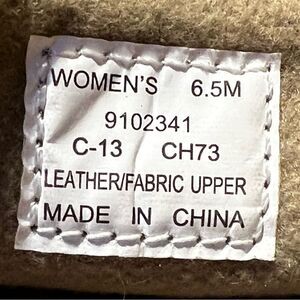 WOMEN'S 6.5M
9102341
C-13 CH73
LEATHER/FABRIC UPPER
MADE IN CHINA